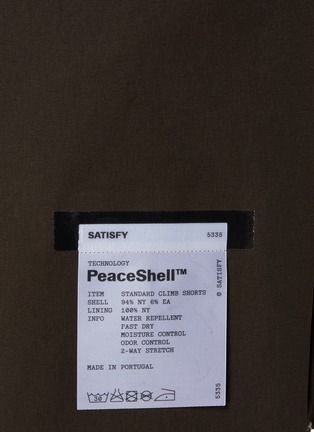 SATISFY 5335
TECHNOLOGY
PeaceShell™
ITEM STANDARD CLIMB SHORTS
SHELL 94% NY 6% EA
LINING 100% NY
INFO WATER REPELLENT
FAST DRY
MOISTURE CONTROL
ODOR CONTROL
2-WAY STRETCH
MADE IN PORTUGAL
© SATISFY
5335